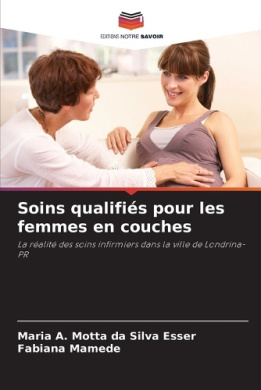 EDITIONS NOTRE SAVOIR
Soins qualifiés pour les
femmes en couches
La réalité des soins infirmiers dans la ville de Londrina-
PR
Maria A. Motta da Silva Esser
Fabiana Mamede